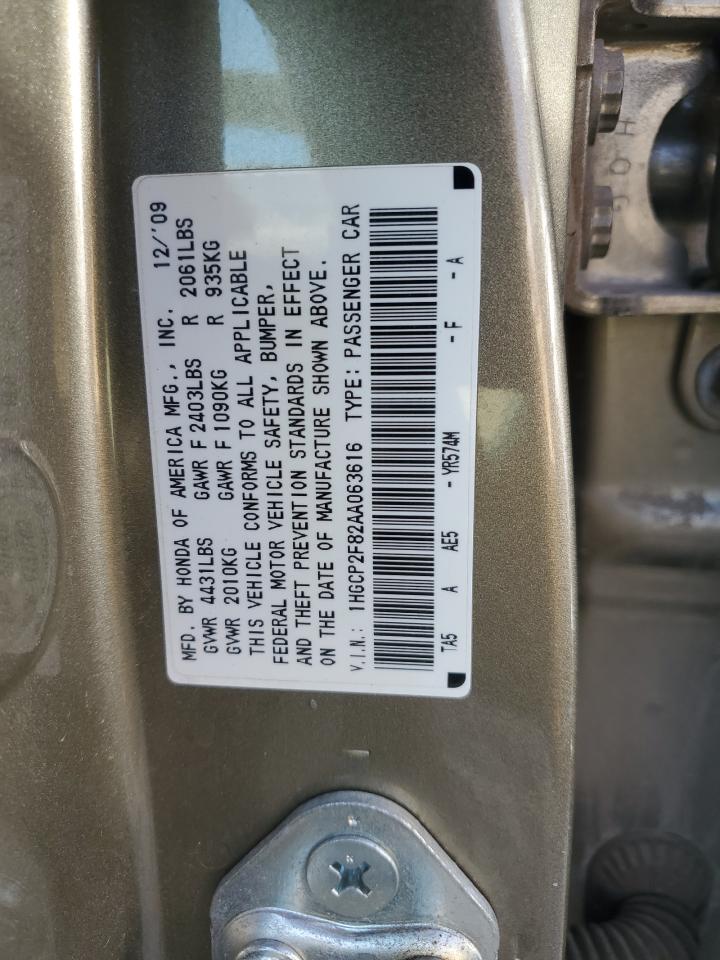 MFD. BY HONDA OF AMERICA MFG., INC. 12/'09
GVWR 4431LBS GAWR F 2403LBS R 2061LBS
GVWR 2010KG GAWR F 1090KG R 935KG
THIS VEHICLE CONFORMS TO ALL APPLICABLE
FEDERAL MOTOR VEHICLE SAFETY, BUMPER,
AND THEFT PREVENTION STANDARDS IN EFFECT
ON THE DATE OF MANUFACTURE SHOWN ABOVE.
V.I.N.: 1HGCP2F82AA063616 TYPE: PASSENGER CAR
TA5 A AE5 - YR574M - F - A